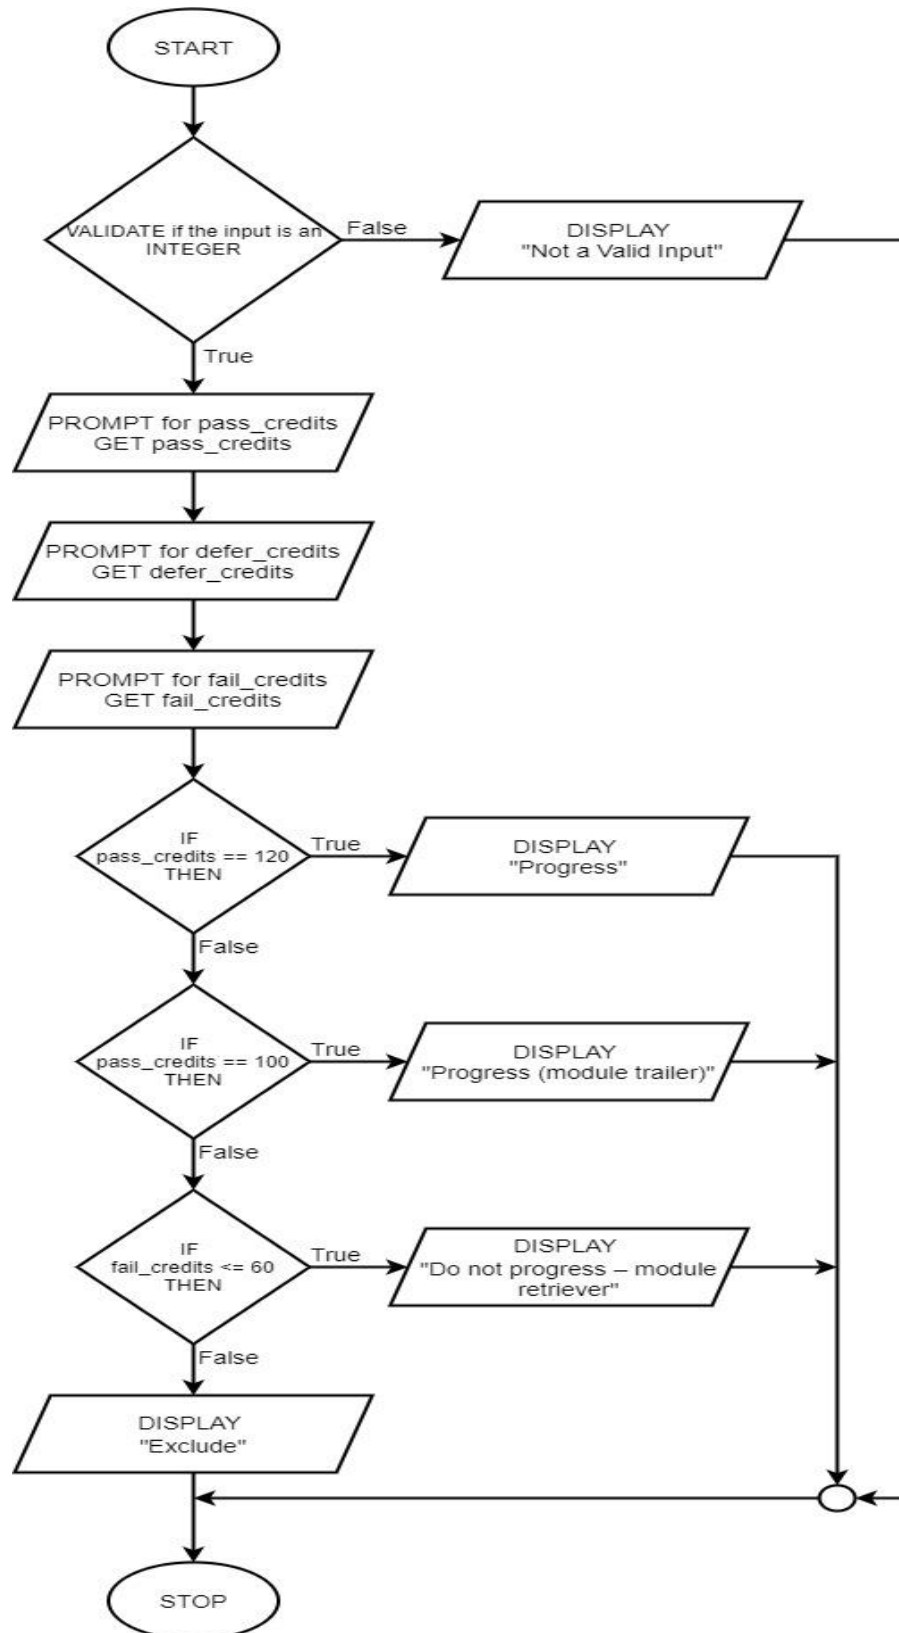 START
VALIDATE if the input is an
INTEGER
False
DISPLAY
"Not a Valid Input"
True
PROMPT for pass_credits
GET pass_credits
PROMPT for defer_credits
GET defer_credits
PROMPT for fail_credits
GET fail_credits
IF
pass_credits == 120
THEN
True
DISPLAY
"Progress"
False
IF
pass_credits == 100
THEN
True
DISPLAY
"Progress (module trailer)"
False
IF
fail_credits <= 60
THEN
True
DISPLAY
"Do not progress – module
retriever"
False
DISPLAY
"Exclude"
STOP